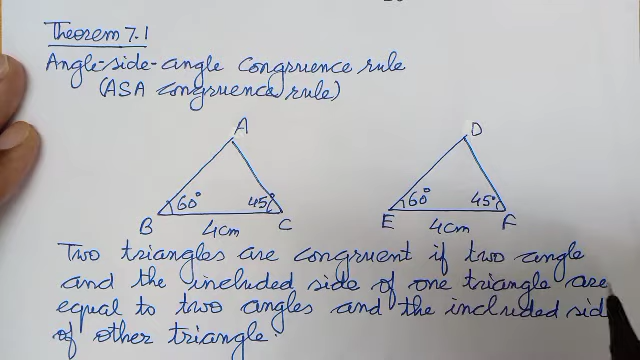 Theorem 7.1
Angle-side-angle congruence rule
(ASA congruence rule)
A D
60° 45° 60° 45°
B C E F
4cm 4cm
Two triangles are congruent if two angle
and the included side of one triangle are
equal to two angles and the included sid
of other triangle.